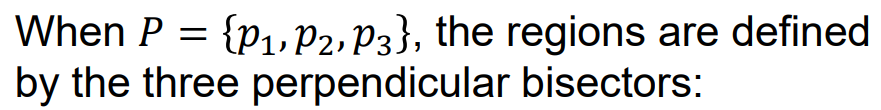 When P = {p₁, p₂, p₃}, the regions are defined
by the three perpendicular bisectors: